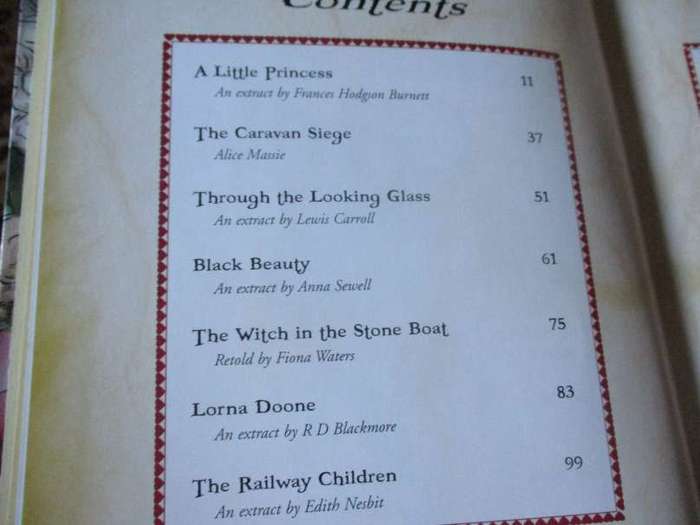 Contents
A Little Princess 11
An extract by Frances Hodgson Burnett
The Caravan Siege 37
Alice Massie
Through the Looking Glass 51
An extract by Lewis Carroll
Black Beauty 61
An extract by Anna Sewell
The Witch in the Stone Boat 75
Retold by Fiona Waters
Lorna Doone 83
An extract by R D Blackmore
The Railway Children 99
An extract by Edith Nesbit